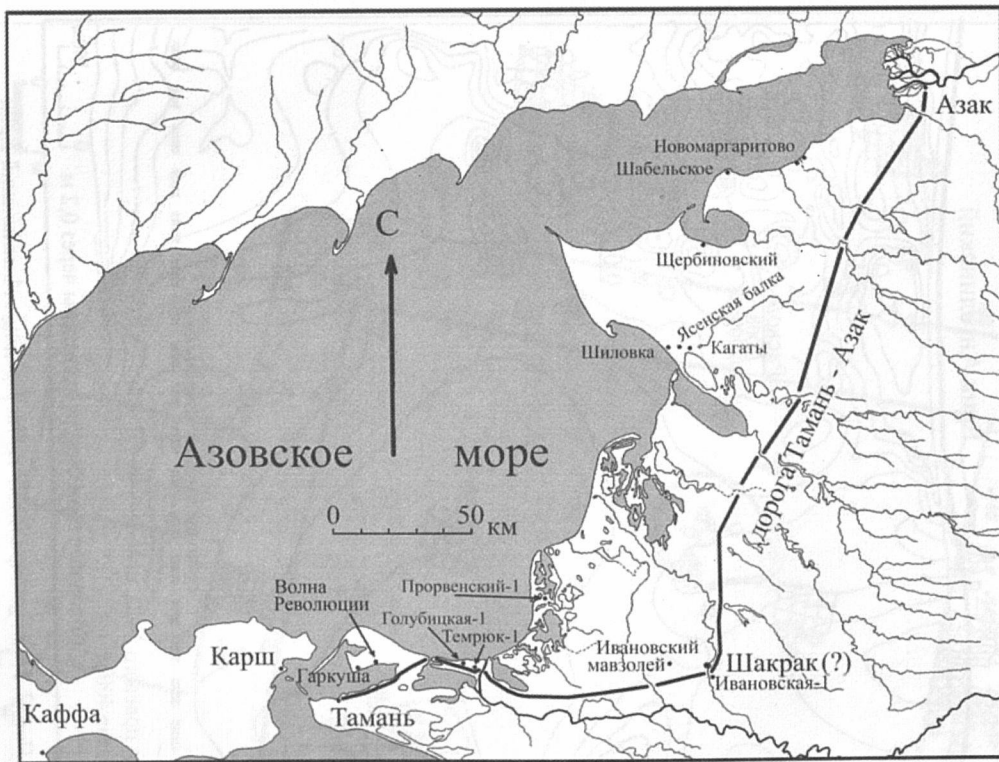 Азак
Новомаргаритово
Шабельское
С
Щербиновский
Ясенская балка
Шиловка
Кагаты
Азовское море
дорога Тамань - Азак
0 50 км
Волна
Революции
Прорвенский-1
Голубицкая-1
Темрюк-1
Карш
Гаркуша
Ивановский
мавзолей
Шакрак (?)
Ивановская-1
Каффа
Тамань